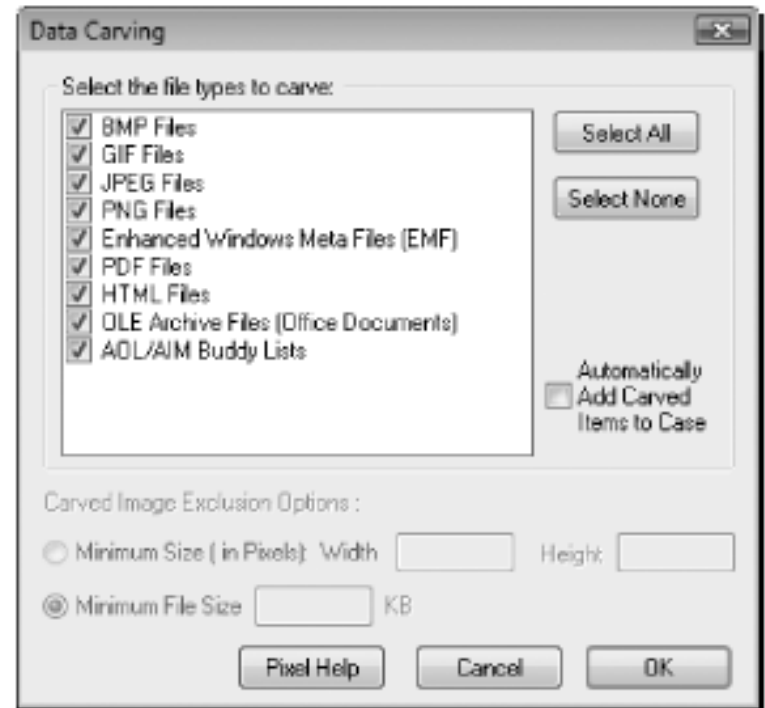 Data Carving
Select the file types to carve:
BMP Files
GIF Files
JPEG Files
PNG Files
Enhanced Windows Meta Files (EMF)
PDF Files
HTML Files
OLE Archive Files (Office Documents)
AOL/AIM Buddy Lists
Select All
Select None
Automatically
Add Carved
Items to Case
Carved Image Exclusion Options :
Minimum Size ( in Pixels): Width Height
Minimum File Size KB
Pixel Help Cancel OK